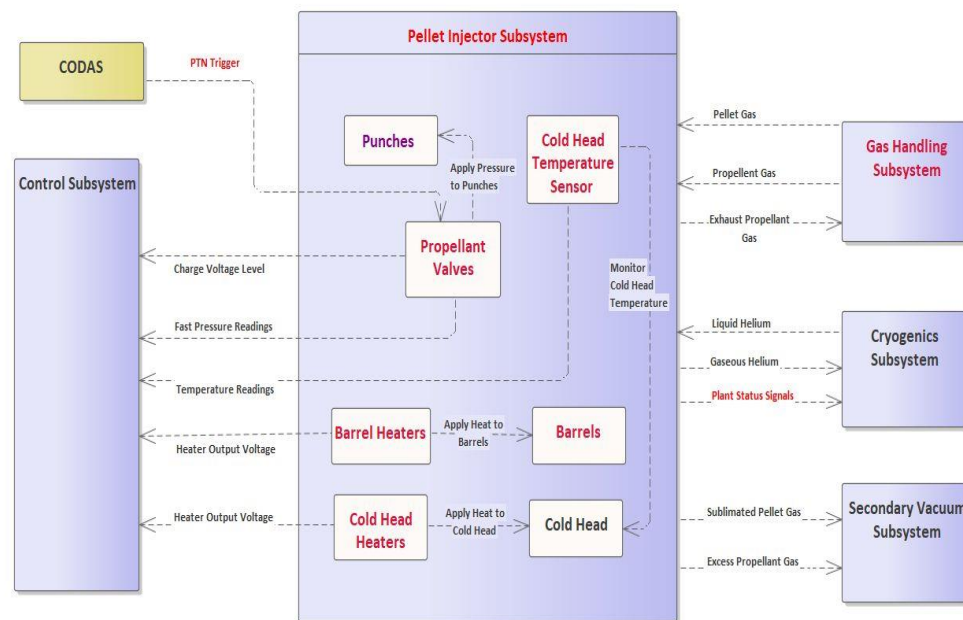 Pellet Injector Subsystem
CODAS
PTN Trigger
Control Subsystem
Punches
Apply Pressure
to Punches
Cold Head
Temperature
Sensor
Propellant
Valves
Charge Voltage Level
Fast Pressure Readings
Temperature Readings
Monitor
Cold Head
Temperature
Barrel Heaters
Apply Heat to
Barrels
Barrels
Heater Output Voltage
Cold Head
Heaters
Apply Heat to
Cold Head
Cold Head
Heater Output Voltage
Pellet Gas
Propellent Gas
Exhaust Propellant
Gas
Gas Handling
Subsystem
Liquid Helium
Gaseous Helium
Plant Status Signals
Cryogenics
Subsystem
Sublimated Pellet Gas
Excess Propellant Gas
Secondary Vacuum
Subsystem